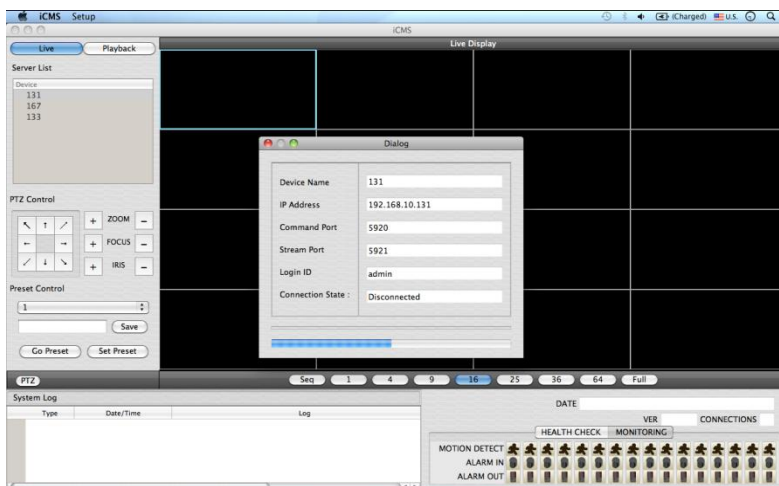 iCMS Setup (Charged) U.S.
iCMS
Live Playback
Live Display
Server List
Device
131
167
133
PTZ Control
ZOOM
FOCUS
IRIS
Preset Control
1
Save
Go Preset Set Preset
Dialog
Device Name 131
IP Address 192.168.10.131
Command Port 5920
Stream Port 5921
Login ID admin
Connection State : Disconnected
PTZ Seq 1 4 9 16 25 36 64 Full
System Log
Type Date/Time Log
DATE
VER CONNECTIONS
HEALTH CHECK MONITORING
MOTION DETECT
ALARM IN
ALARM OUT